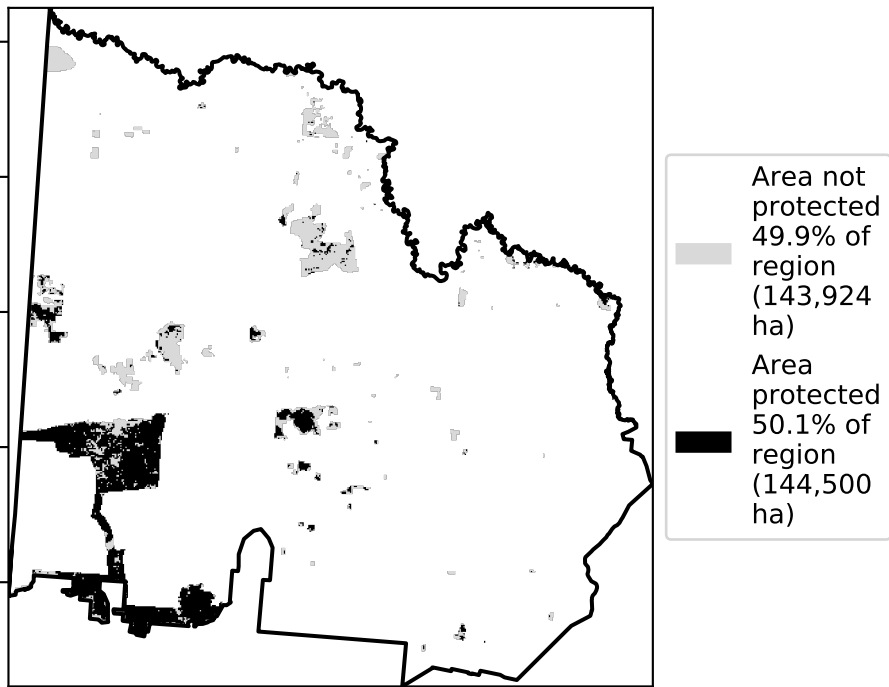 Area not
protected
49.9% of
region
(143,924
ha)
Area
protected
50.1% of
region
(144,500
ha)